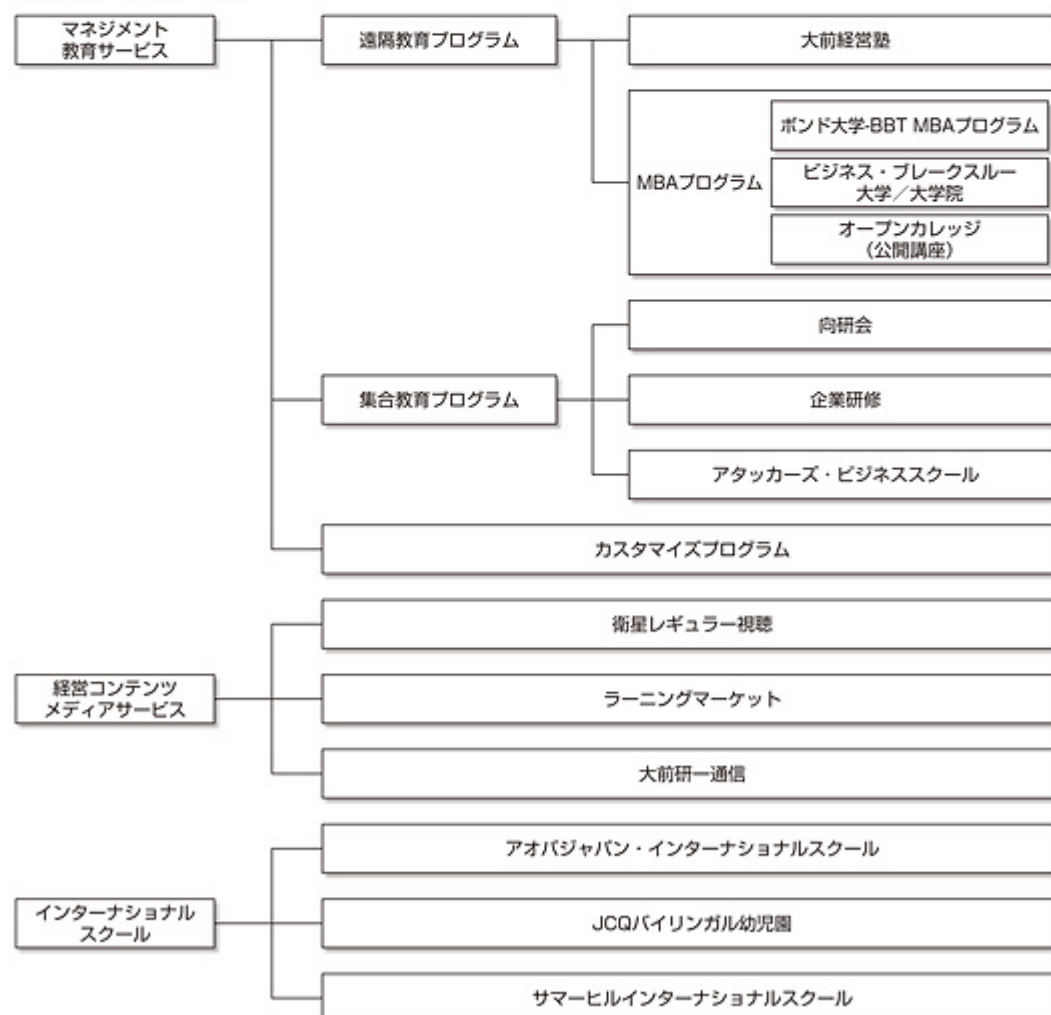 マネジメント
教育サービス
遠隔教育プログラム
大前経営塾
MBAプログラム
ボンド大学-BBT MBAプログラム
ビジネス・ブレークスルー
大学／大学院
オープンカレッジ
（公開講座）
集合教育プログラム
向研会
企業研修
アタッカーズ・ビジネススクール
カスタマイズプログラム
経営コンテンツ
メディアサービス
衛星レギュラー視聴
ラーニングマーケット
大前研一通信
インターナショナル
スクール
アオバジャパン・インターナショナルスクール
JCQバイリンガル幼児園
サマーヒルインターナショナルスクール